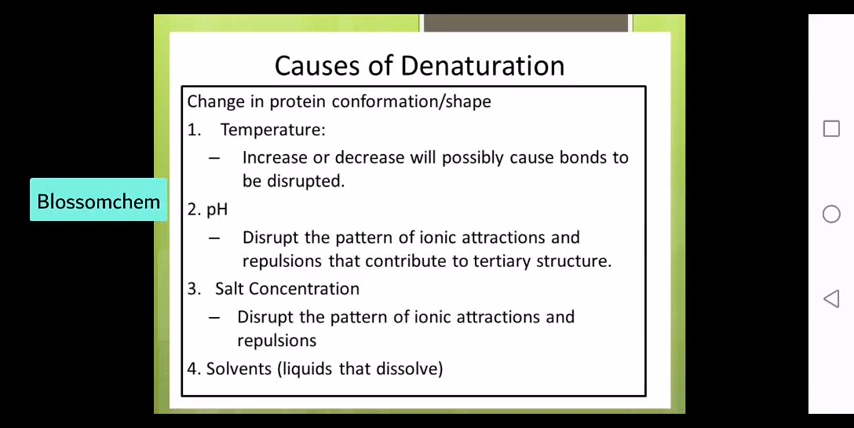 Causes of Denaturation
Change in protein conformation/shape
1. Temperature:
– Increase or decrease will possibly cause bonds to
be disrupted.
Blossomchem
2. pH
– Disrupt the pattern of ionic attractions and
repulsions that contribute to tertiary structure.
3. Salt Concentration
– Disrupt the pattern of ionic attractions and
repulsions
4. Solvents (liquids that dissolve)